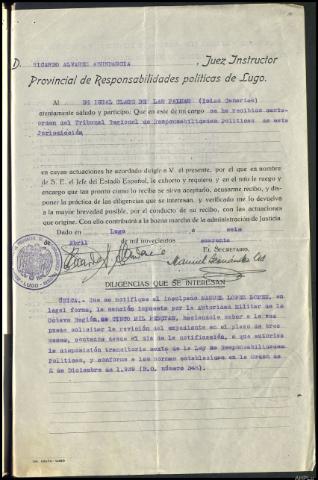 D. RICARDO ALVAREZ ABUNDANCIA, Juez Instructor
Provincial de Responsabilidades políticas de Lugo.
Al DE IGUAL CLASE DE LAS PALMAS (Islas Canarias)
atentamente saludo y participo: Que en este de mi cargo se ha recibido carta-
orden del Tribunal Regional de Responsabilidades Políticas de esta
Jurisdicción
en cuyas actuaciones he acordado dirigir a V. el presente, por el que en nombre
de S. E. el Jefe del Estado Español, le exhorto y requiero y en el mío le ruego y
encargo que tan pronto como lo reciba se sirva aceptarlo, acusarme recibo, y dis-
poner la práctica de las diligencias que se interesan, y verificado me lo devuelva
a la mayor brevedad posible, por el conducto de su recibo, con las actuaciones
que origine. Con ello contribuirá a la buena marcha de la administración de Justicia.
Dado en Lugo a seis
Abril de mil novecientos cuarenta
EL SECRETARIO,
DILIGENCIAS QUE SE INTERESAN
ÚNICA.- Que se notifique al inculpado MANUEL LOPEZ LOPEZ, en
legal forma, la sanción impuesta por la Autoridad Militar de la
Octava Región, de CINCO MIL PESETAS, haciéndole saber a la vez
puede solicitar la revisión del expediente en el plazo de tres
meses, contados desde el día de la notificación, a que autoriza
la disposición transitoria sexta de la Ley de Responsabilidades
Políticas, y conforme a las normas establecidas en la Orden de
2 de Diciembre de 1.939 (B.O. número 345).